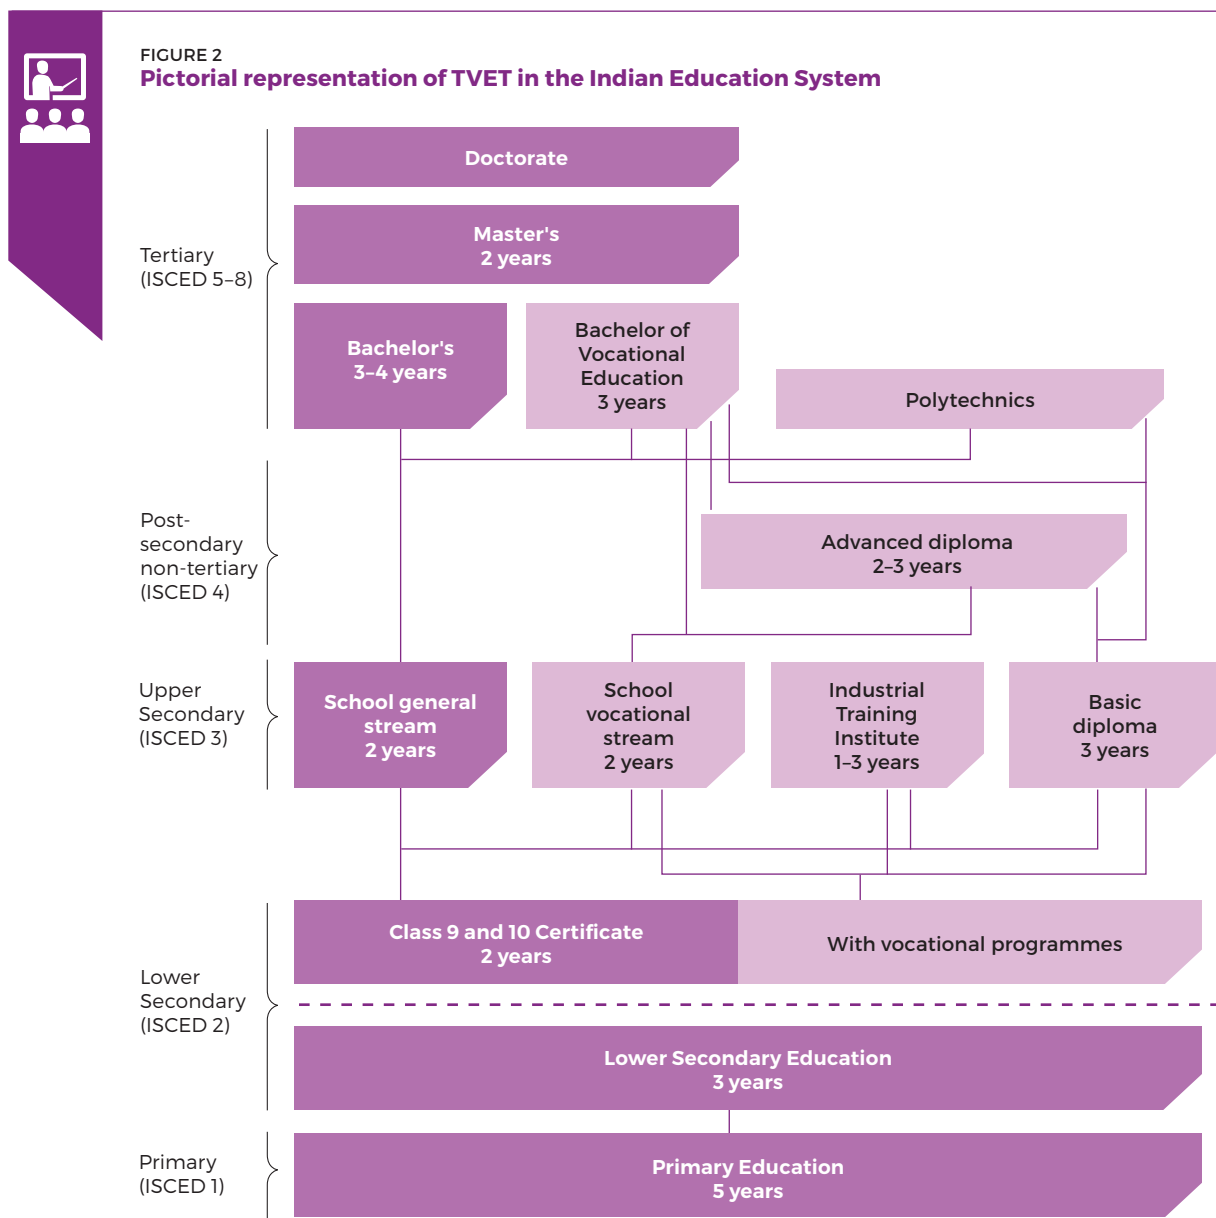 FIGURE 2
Pictorial representation of TVET in the Indian Education System
Tertiary
(ISCED 5–8)
Doctorate
Master's
2 years
Bachelor's
3–4 years
Bachelor of
Vocational
Education
3 years
Polytechnics
Post-
secondary
non-tertiary
(ISCED 4)
Advanced diploma
2–3 years
Upper
Secondary
(ISCED 3)
School general
stream
2 years
School
vocational
stream
2 years
Industrial
Training
Institute
1–3 years
Basic
diploma
3 years
Lower
Secondary
(ISCED 2)
Class 9 and 10 Certificate
2 years
With vocational programmes
Lower Secondary Education
3 years
Primary
(ISCED 1)
Primary Education
5 years